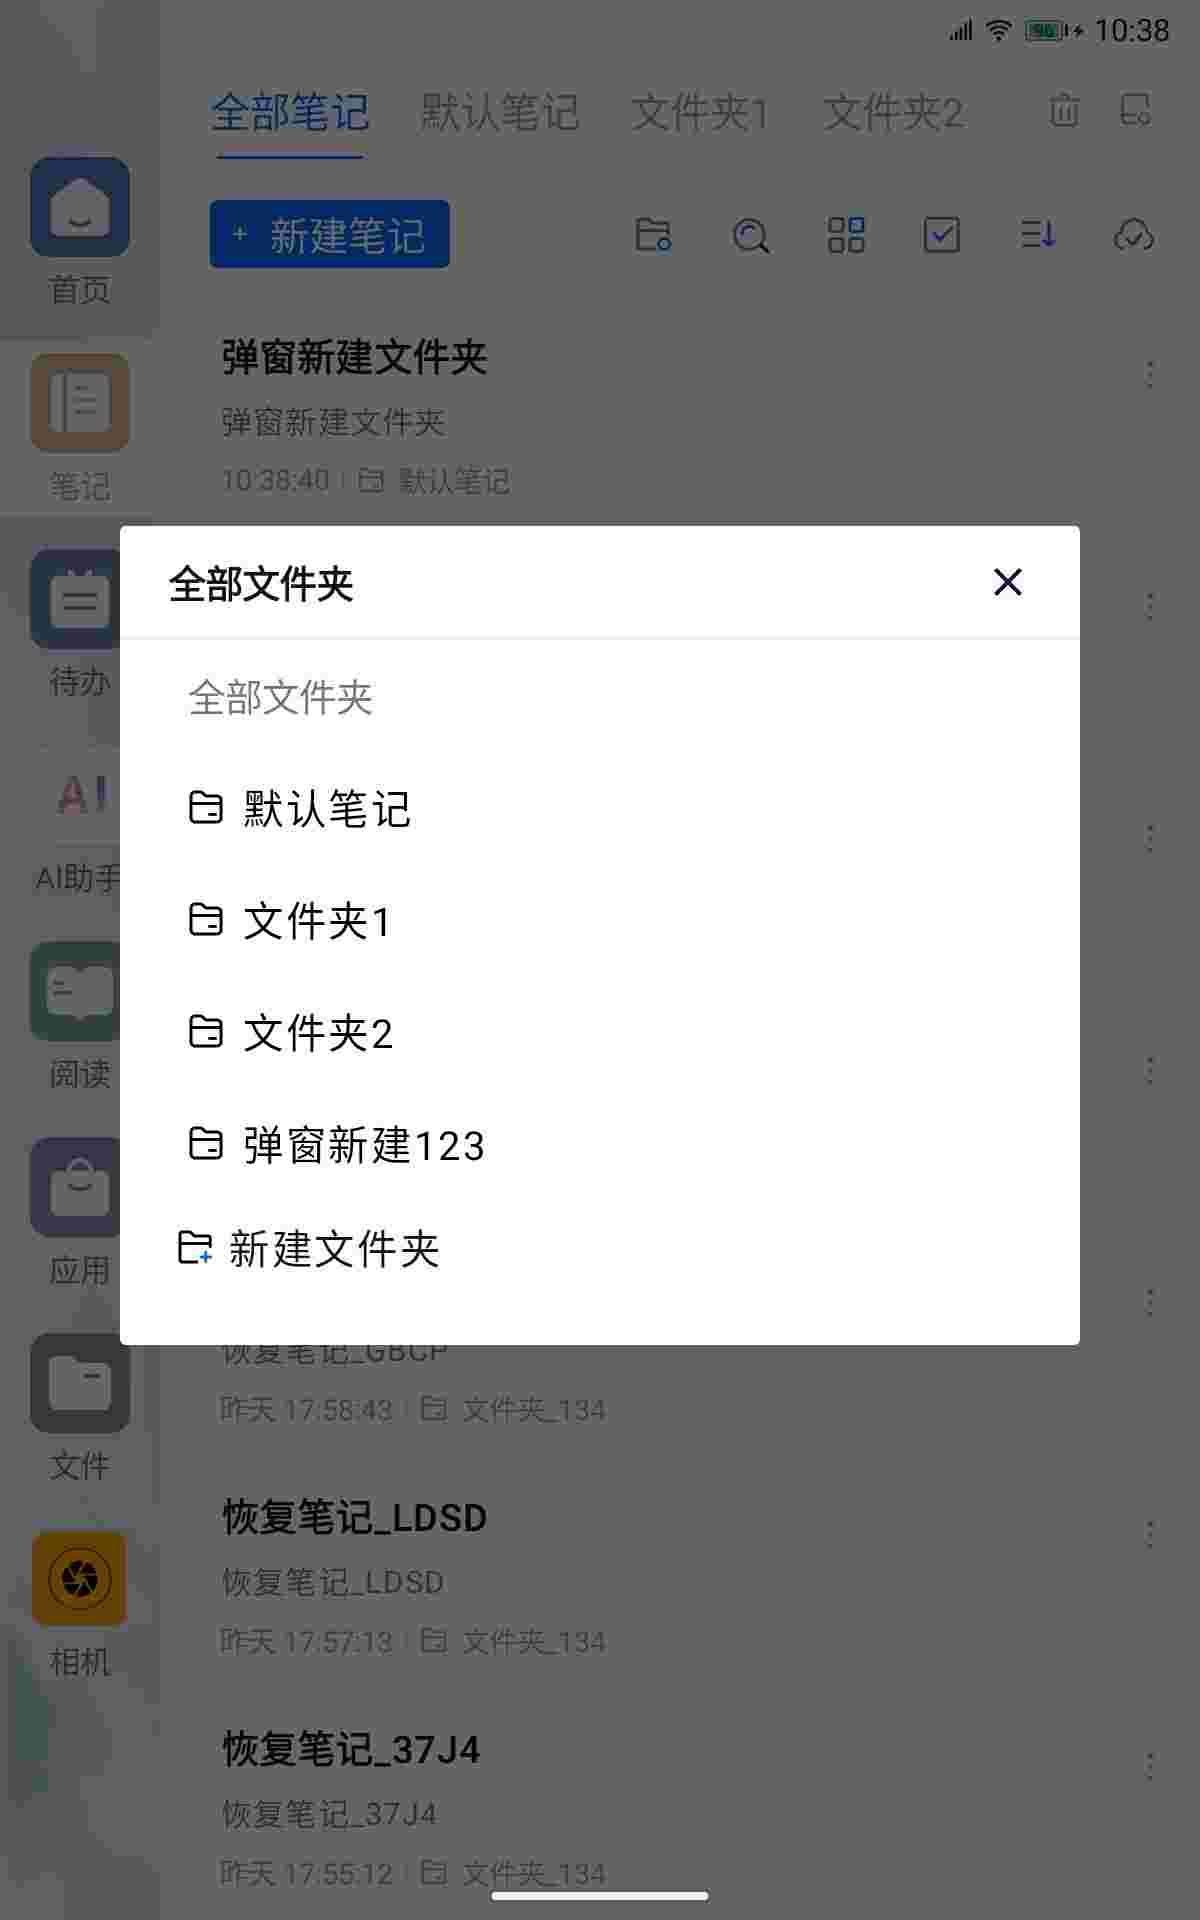 10:38
全部笔记 默认笔记 文件夹1 文件夹2
+ 新建笔记
首页
笔记
待办
AI
AI助手
阅读
应用
文件
相机
弹窗新建文件夹
弹窗新建文件夹
10:38:40 默认笔记
全部文件夹
全部文件夹
默认笔记
文件夹1
文件夹2
弹窗新建123
新建文件夹
恢复笔记_GBCP
昨天 17:58:43 文件夹_134
恢复笔记_LDSD
恢复笔记_LDSD
昨天 17:57:13 文件夹_134
恢复笔记_37J4
恢复笔记_37J4
昨天 17:55:12 文件夹_134